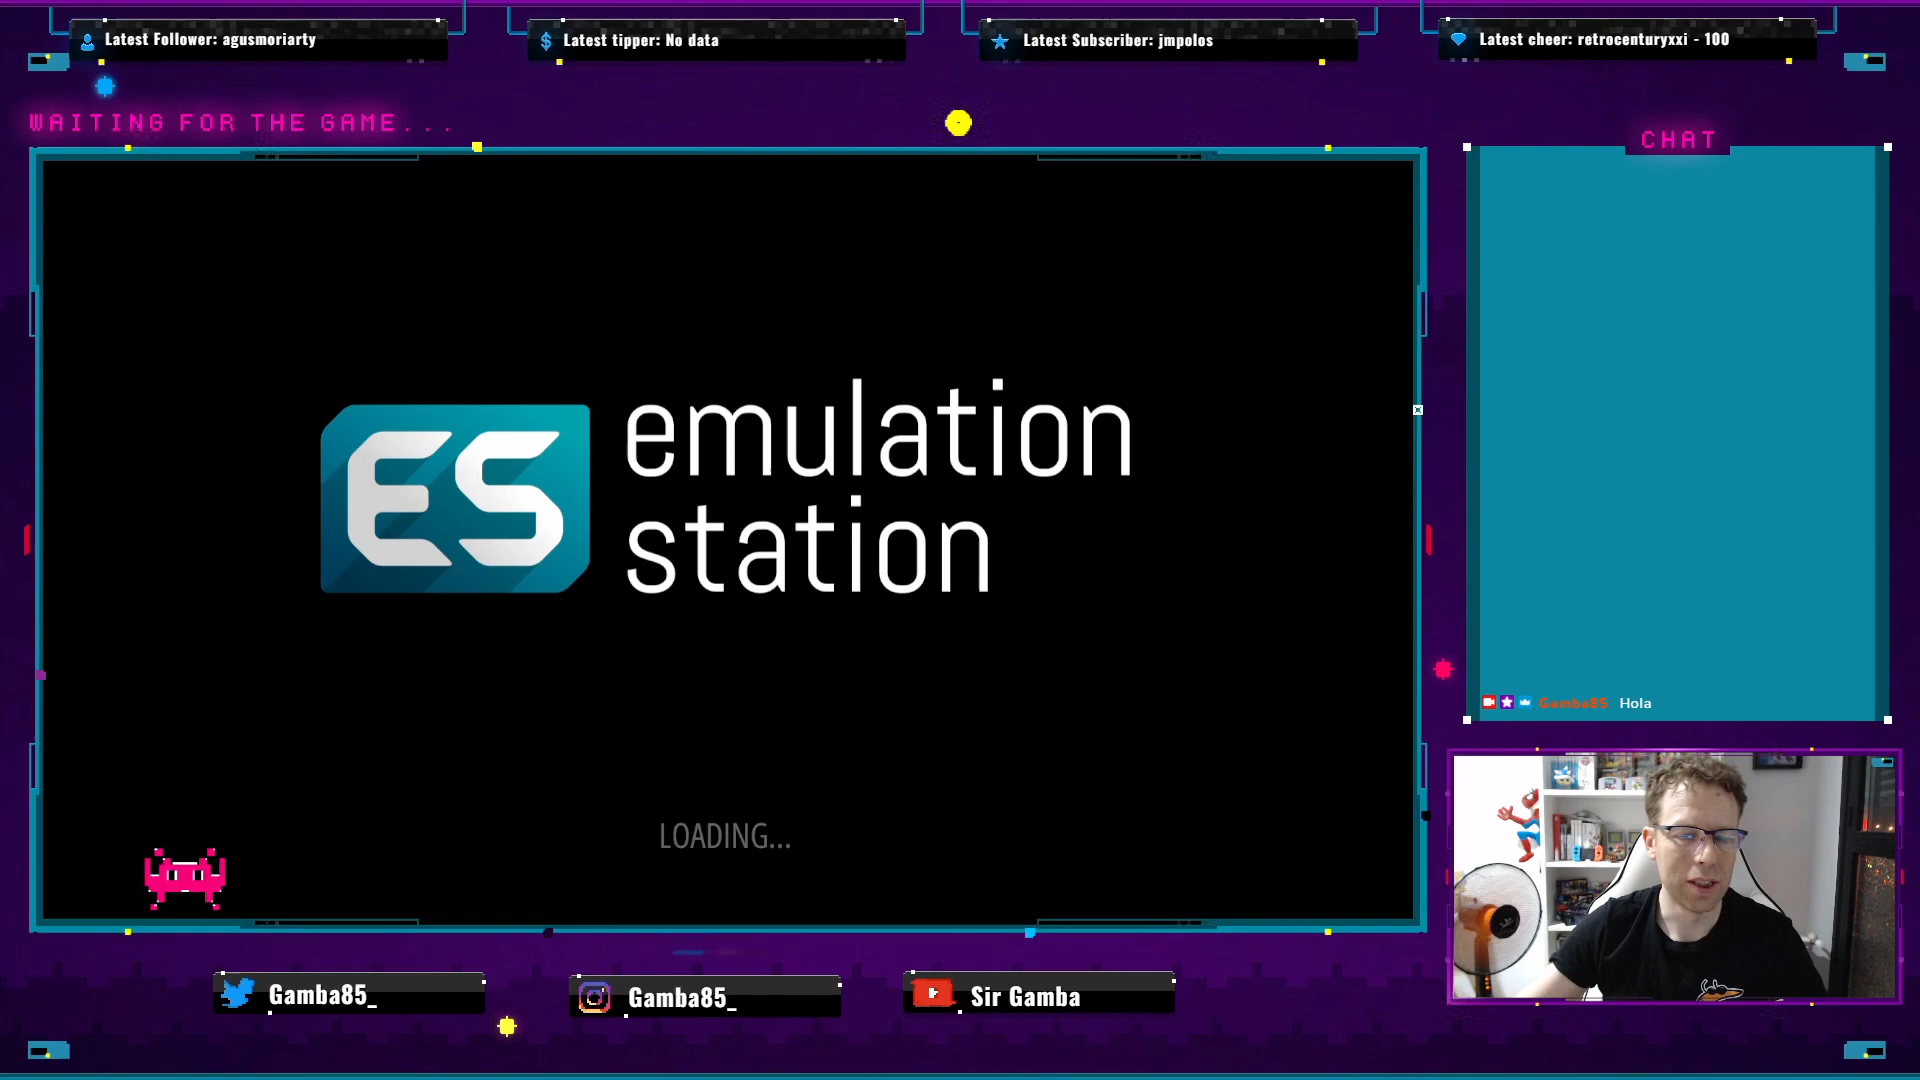 Latest Follower: agusmoriarty
Latest tipper: No data
Latest Subscriber: jmpolos
Latest cheer: retrocenturyxxi - 100
WAITING FOR THE GAME...
CHAT
ES
emulation
station
LOADING...
Gamba85 Hola
Gamba85_
Gamba85_
Sir Gamba